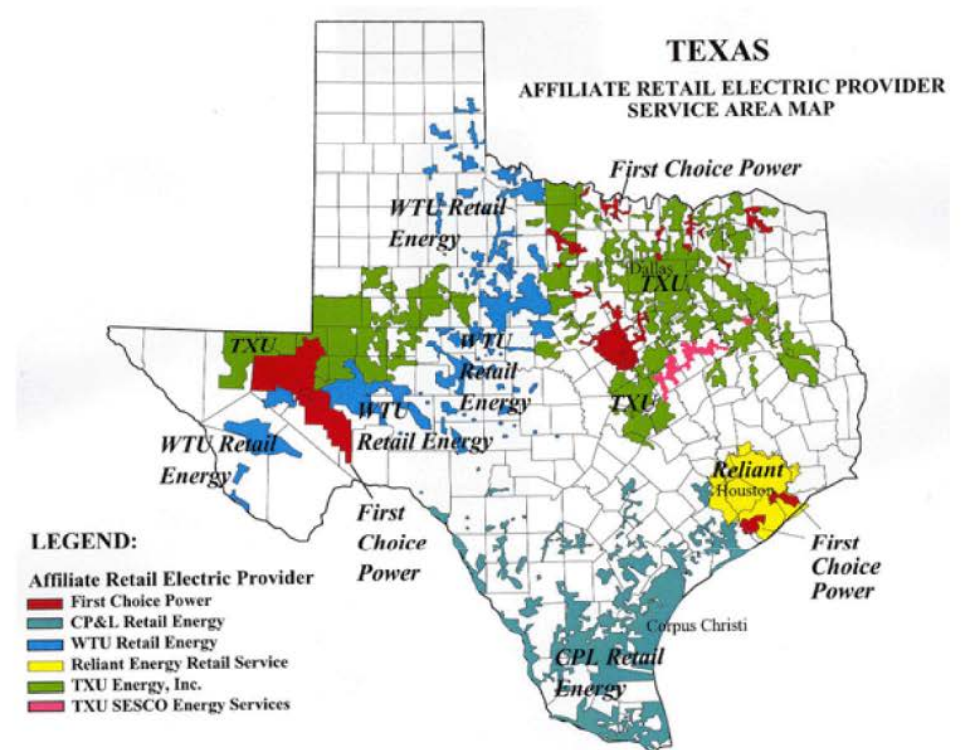 TEXAS
AFFILIATE RETAIL ELECTRIC PROVIDER
SERVICE AREA MAP
First Choice Power
WTU Retail
Energy
Dallas
TXU
TXU
WTU
Retail
Energy
WTU
Retail Energy
TXU
WTU Retail
Energy
Reliant
Houston
First
Choice
Power
First
Choice
Power
Corpus Christi
CPL Retail
Energy
LEGEND:
Affiliate Retail Electric Provider
First Choice Power
CP&L Retail Energy
WTU Retail Energy
Reliant Energy Retail Service
TXU Energy, Inc.
TXU SESCO Energy Services